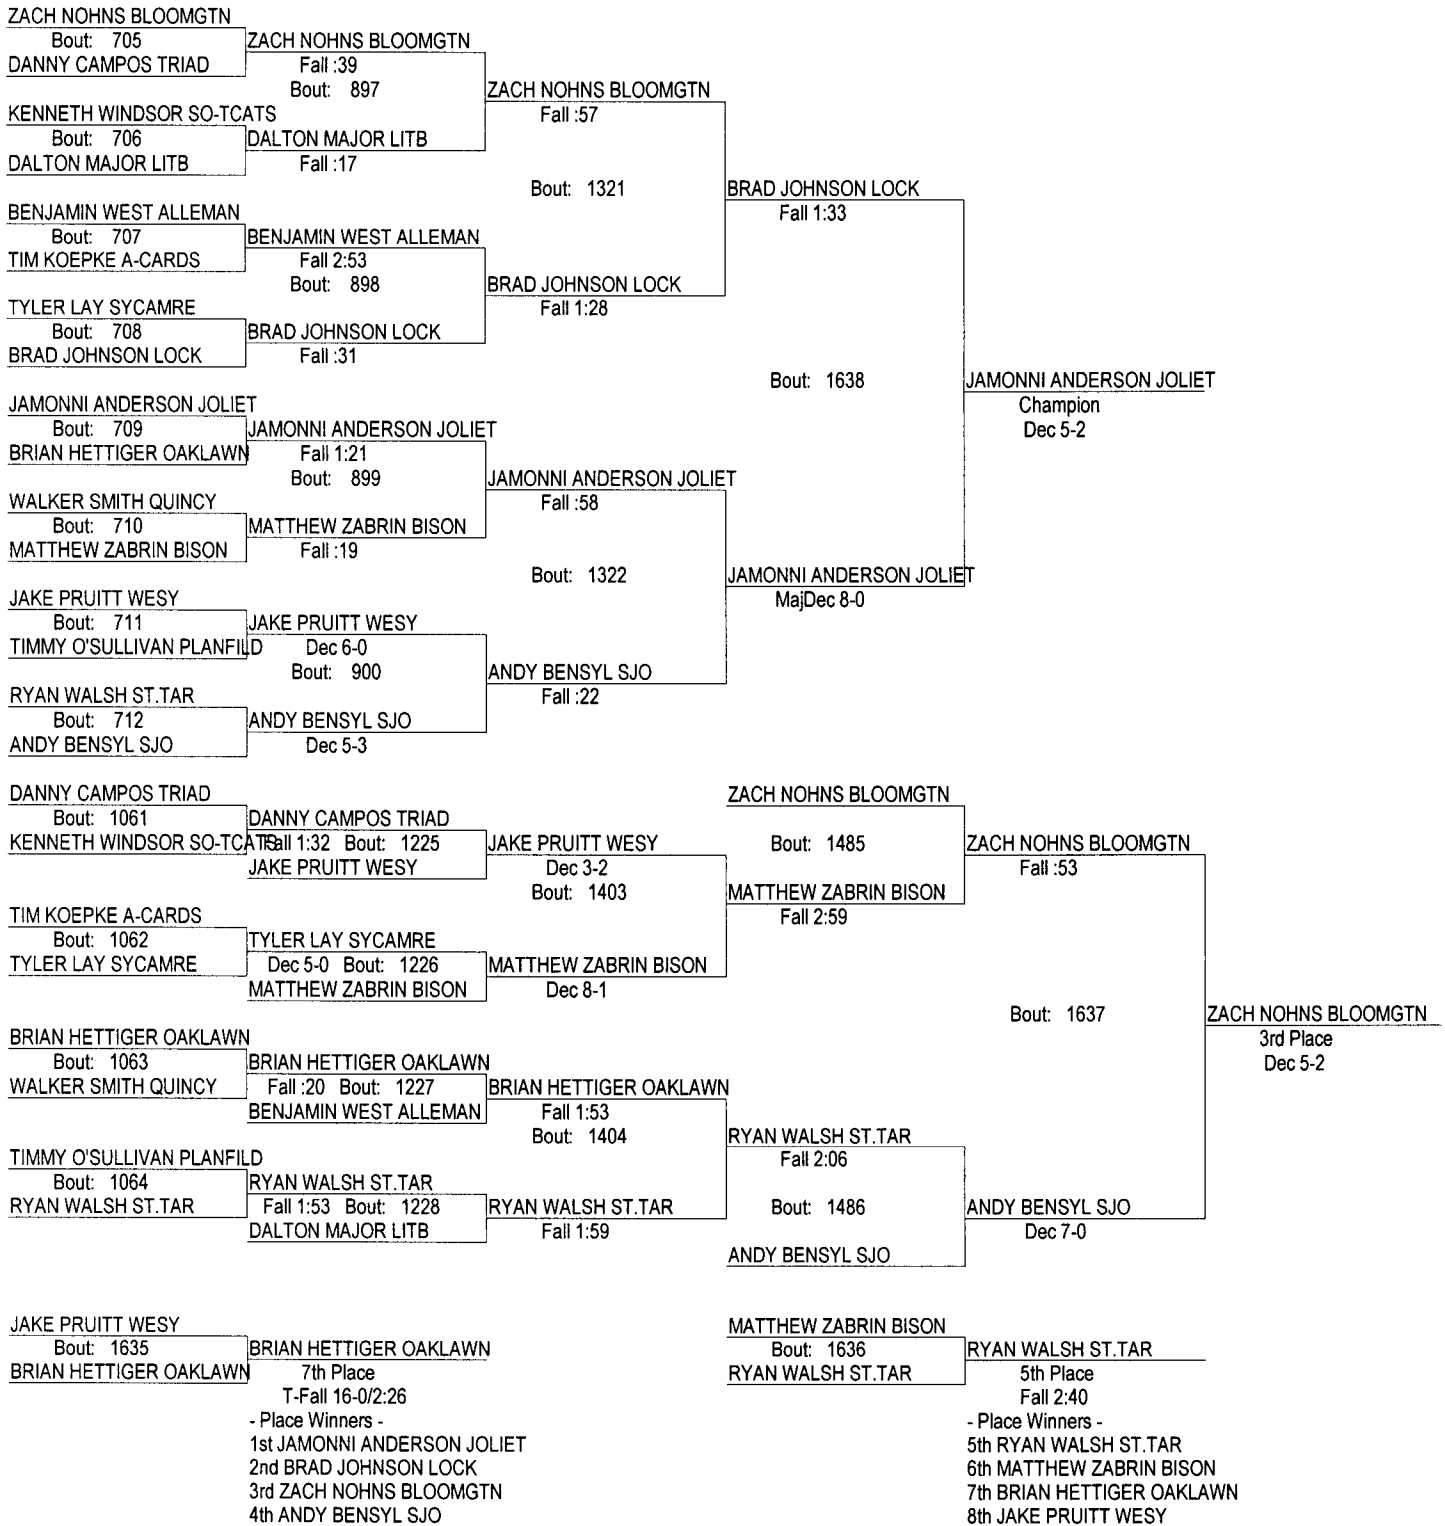 ZACH NOHNS BLOOMGTN
Bout: 705
ZACH NOHNS BLOOMGTN
DANNY CAMPOS TRIAD
Fall :39
Bout: 897
ZACH NOHNS BLOOMGTN
Fall :57
KENNETH WINDSOR SO-TCATS
Bout: 706
DALTON MAJOR LITB
DALTON MAJOR LITB
Fall :17
Bout: 1321
BRAD JOHNSON LOCK
Fall 1:33
BENJAMIN WEST ALLEMAN
Bout: 707
BENJAMIN WEST ALLEMAN
TIM KOEPKE A-CARDS
Fall 2:53
Bout: 898
BRAD JOHNSON LOCK
Fall 1:28
TYLER LAY SYCAMRE
Bout: 708
BRAD JOHNSON LOCK
BRAD JOHNSON LOCK
Fall :31
Bout: 1638
JAMONNI ANDERSON JOLIET
Champion
Dec 5-2
JAMONNI ANDERSON JOLIET
Bout: 709
JAMONNI ANDERSON JOLIET
BRIAN HETTIGER OAKLAWN
Fall 1:21
Bout: 899
JAMONNI ANDERSON JOLIET
Fall :58
WALKER SMITH QUINCY
Bout: 710
MATTHEW ZABRIN BISON
MATTHEW ZABRIN BISON
Fall :19
Bout: 1322
JAMONNI ANDERSON JOLIET
MajDec 8-0
JAKE PRUITT WESY
Bout: 711
JAKE PRUITT WESY
TIMMY O'SULLIVAN PLANFILD
Dec 6-0
Bout: 900
ANDY BENSYL SJO
Fall :22
RYAN WALSH ST.TAR
Bout: 712
ANDY BENSYL SJO
ANDY BENSYL SJO
Dec 5-3
DANNY CAMPOS TRIAD
Bout: 1061
DANNY CAMPOS TRIAD
KENNETH WINDSOR SO-TCATS
Fall 1:32 Bout: 1225
JAKE PRUITT WESY
JAKE PRUITT WESY
Dec 3-2
Bout: 1403
ZACH NOHNS BLOOMGTN
Bout: 1485
ZACH NOHNS BLOOMGTN
Fall :53
MATTHEW ZABRIN BISON
Fall 2:59
TIM KOEPKE A-CARDS
Bout: 1062
TYLER LAY SYCAMRE
TYLER LAY SYCAMRE
Dec 5-0 Bout: 1226
MATTHEW ZABRIN BISON
MATTHEW ZABRIN BISON
Dec 8-1
Bout: 1637
ZACH NOHNS BLOOMGTN
3rd Place
Dec 5-2
BRIAN HETTIGER OAKLAWN
Bout: 1063
BRIAN HETTIGER OAKLAWN
WALKER SMITH QUINCY
Fall :20 Bout: 1227
BRIAN HETTIGER OAKLAWN
BENJAMIN WEST ALLEMAN
Fall 1:53
Bout: 1404
RYAN WALSH ST.TAR
Fall 2:06
TIMMY O'SULLIVAN PLANFILD
Bout: 1064
RYAN WALSH ST.TAR
RYAN WALSH ST.TAR
Fall 1:53 Bout: 1228
RYAN WALSH ST.TAR
DALTON MAJOR LITB
Fall 1:59
Bout: 1486
ANDY BENSYL SJO
Dec 7-0
ANDY BENSYL SJO
JAKE PRUITT WESY
Bout: 1635
BRIAN HETTIGER OAKLAWN
BRIAN HETTIGER OAKLAWN
7th Place
T-Fall 16-0/2:26
- Place Winners -
1st JAMONNI ANDERSON JOLIET
2nd BRAD JOHNSON LOCK
3rd ZACH NOHNS BLOOMGTN
4th ANDY BENSYL SJO
MATTHEW ZABRIN BISON
Bout: 1636
RYAN WALSH ST.TAR
RYAN WALSH ST.TAR
5th Place
Fall 2:40
- Place Winners -
5th RYAN WALSH ST.TAR
6th MATTHEW ZABRIN BISON
7th BRIAN HETTIGER OAKLAWN
8th JAKE PRUITT WESY